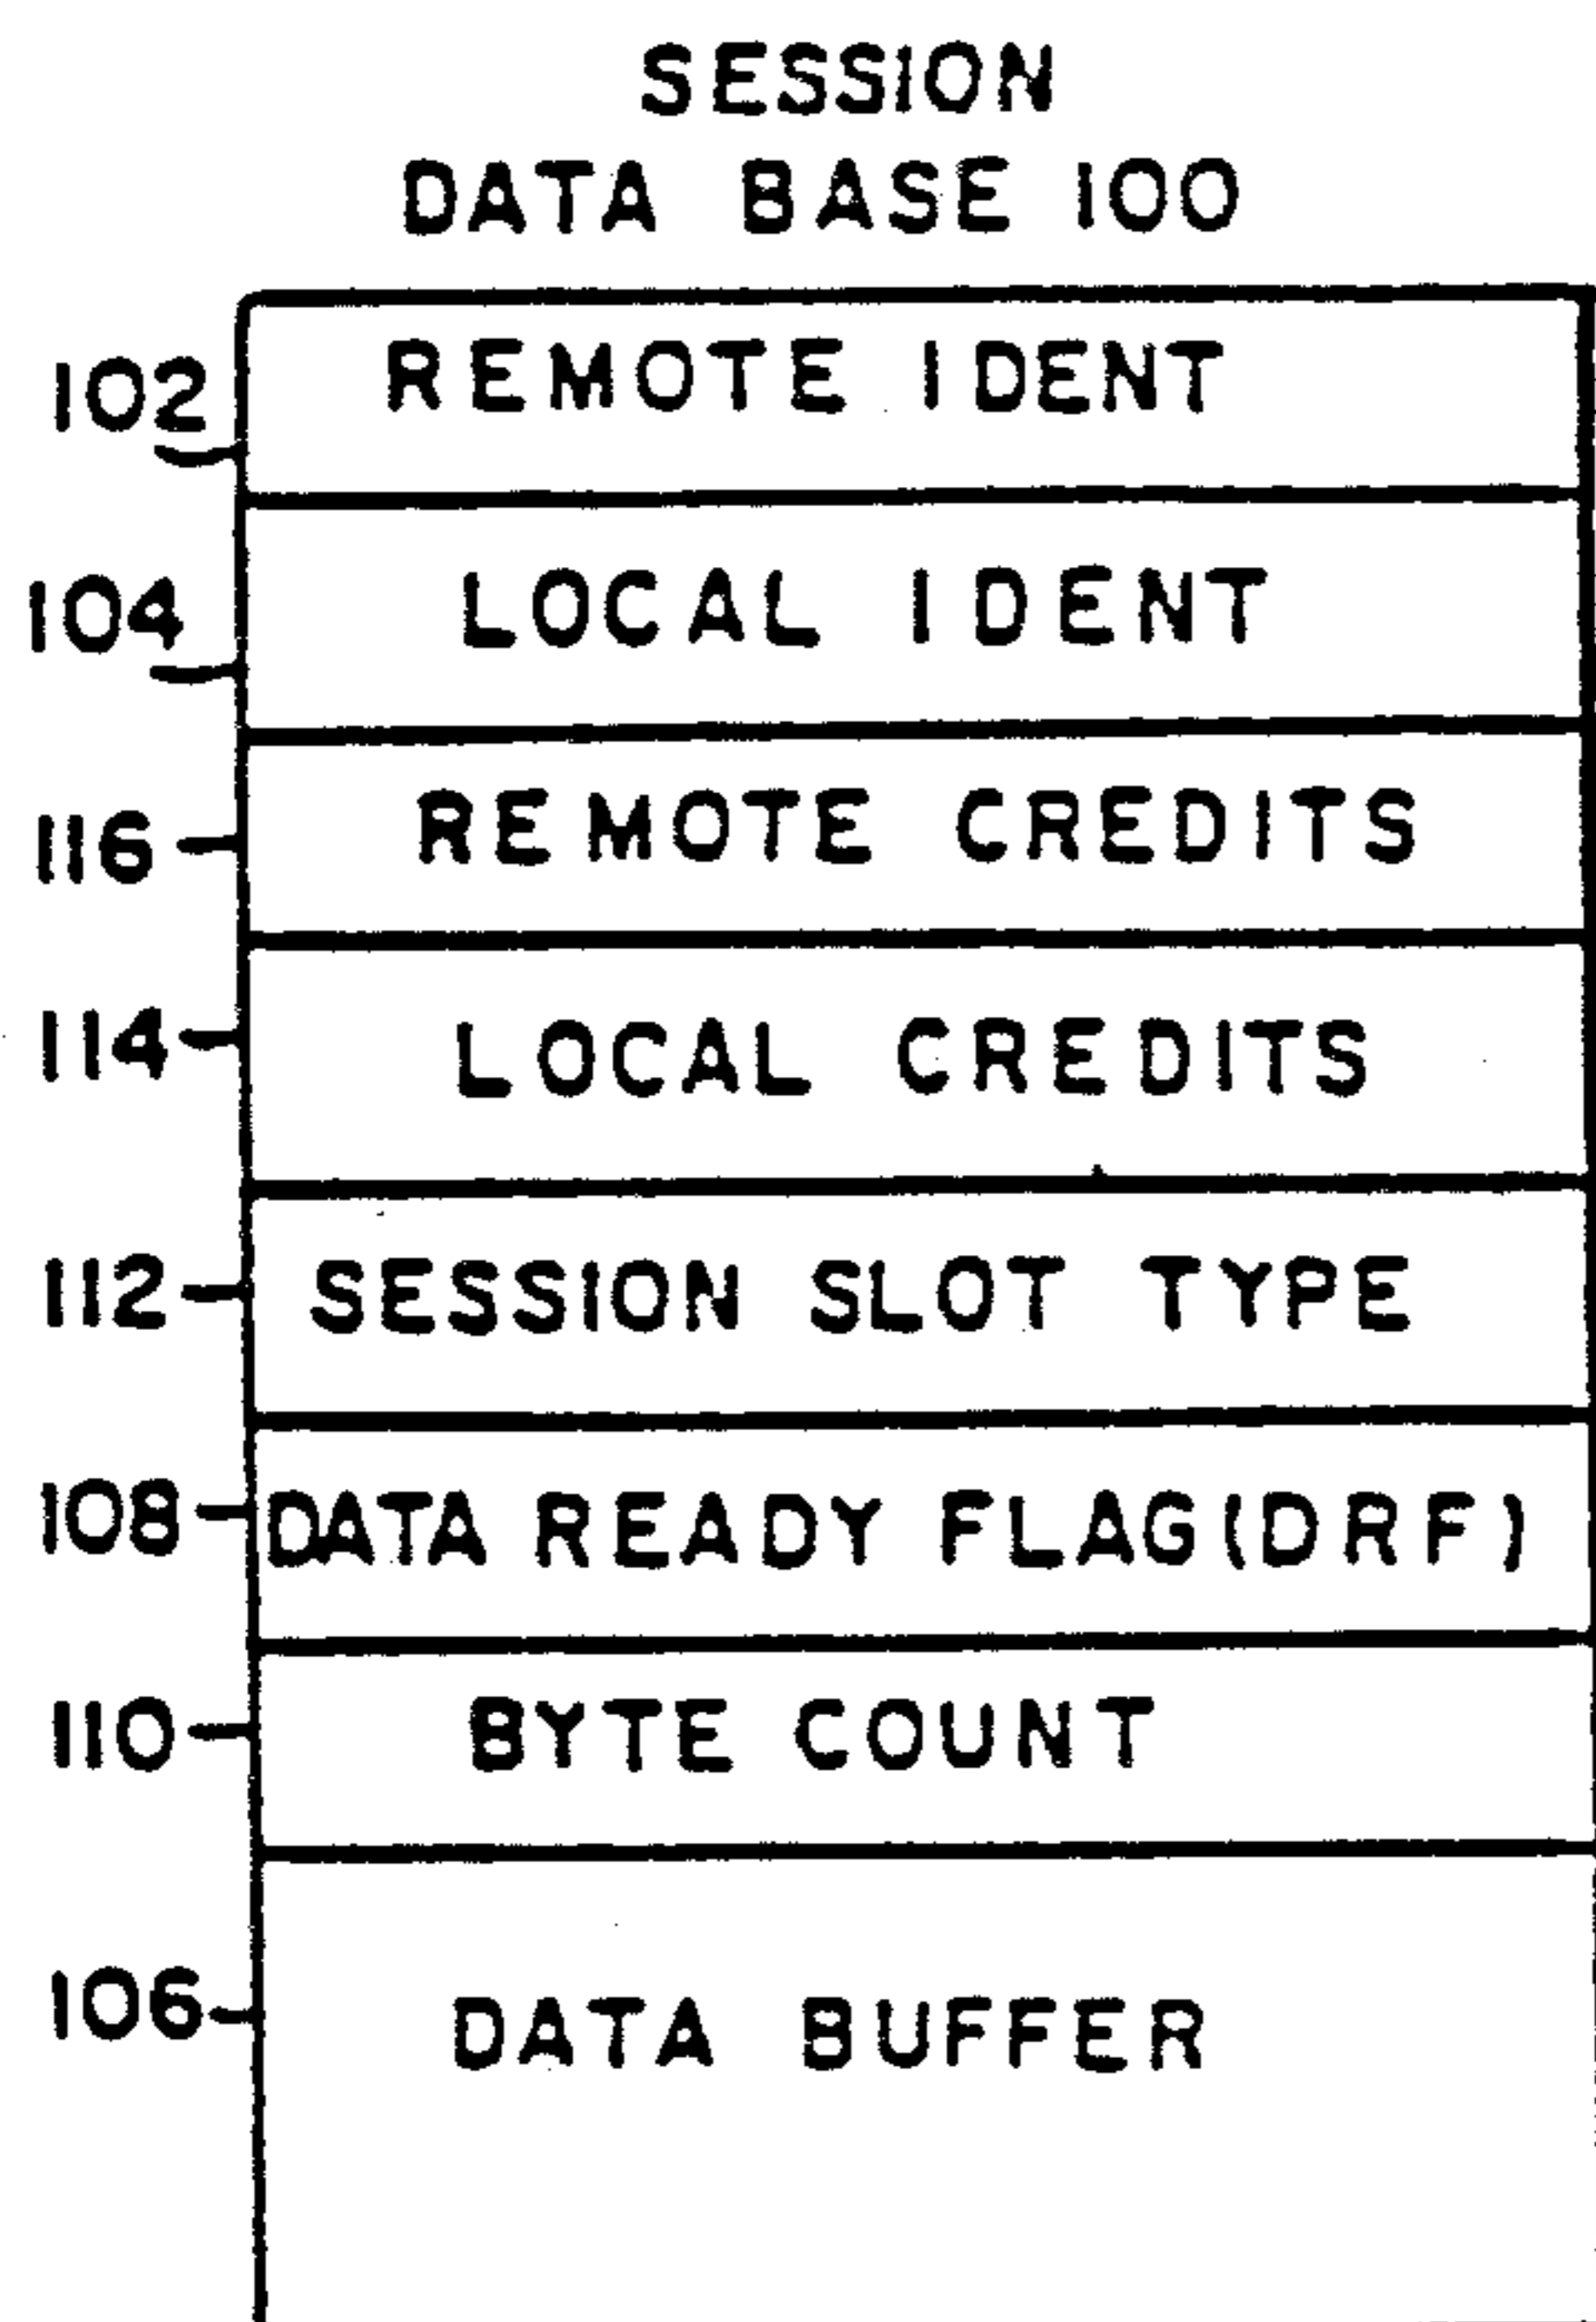 SESSION
DATA BASE 100
102 REMOTE IDENT
104 LOCAL IDENT
116 REMOTE CREDITS
114 LOCAL CREDITS
112 SESSION SLOT TYPE
108 DATA READY FLAG(DRF)
110 BYTE COUNT
106 DATA BUFFER